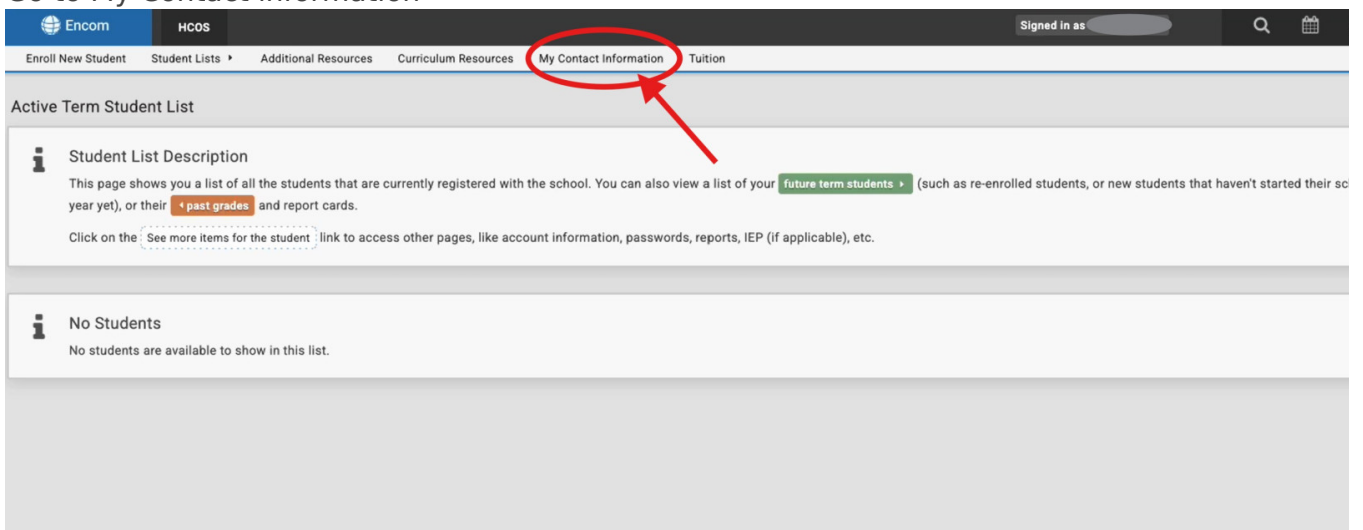 Go to My Contact Information
Encom HCOS Signed in as
Enroll New Student Student Lists Additional Resources Curriculum Resources My Contact Information Tuition
Active Term Student List
Student List Description
This page shows you a list of all the students that are currently registered with the school. You can also view a list of your future term students (such as re-enrolled students, or new students that haven't started their sc
year yet), or their past grades and report cards.
Click on the See more items for the student link to access other pages, like account information, passwords, reports, IEP (if applicable), etc.
No Students
No students are available to show in this list.